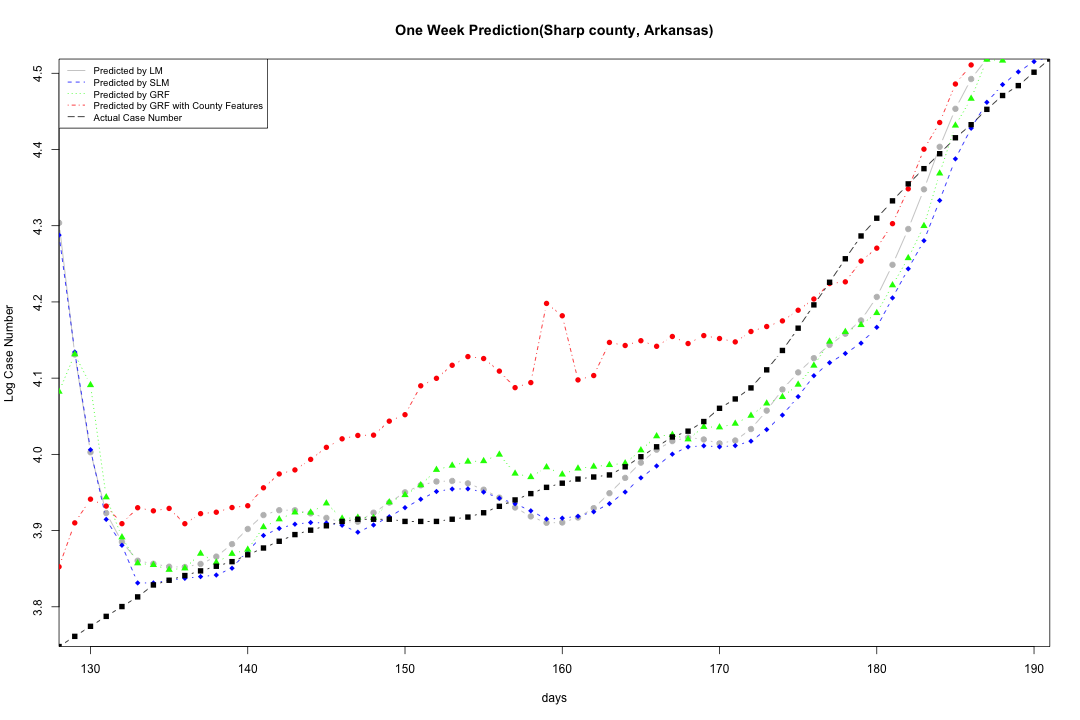 One Week Prediction(Sharp county, Arkansas)
Predicted by LM
Predicted by SLM
Predicted by GRF
Predicted by GRF with County Features
Actual Case Number
Log Case Number
4.5
4.4
4.3
4.2
4.1
4.0
3.9
3.8
130 140 150 160 170 180 190
days